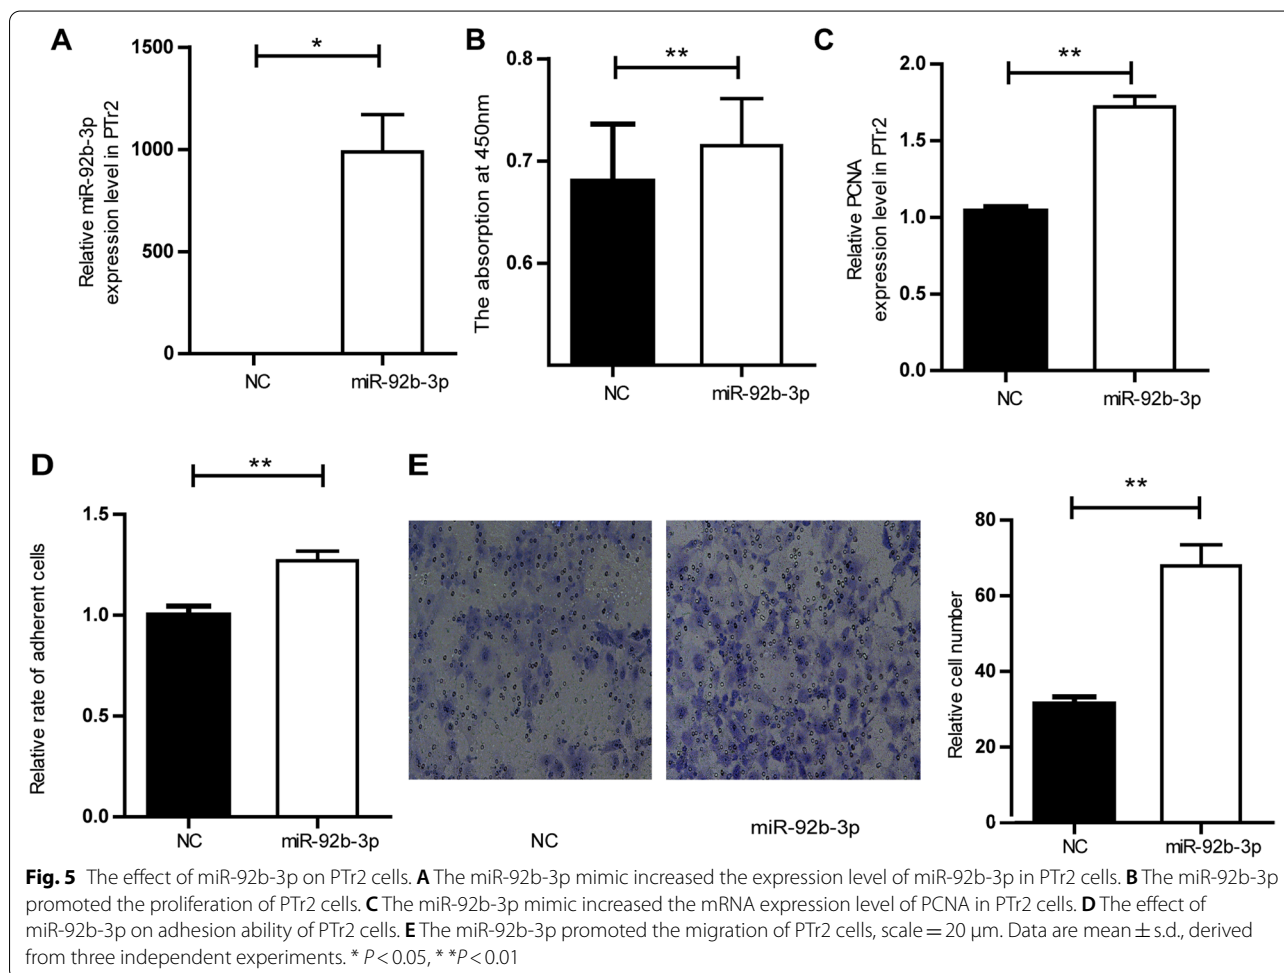 A
Relative miR-92b-3p
expression level in PTr2
1500
1000
500
0
*
NC
miR-92b-3p
B
The absorption at 450nm
0.8
0.7
0.6
**
NC
miR-92b-3p
C
Relative PCNA
expression level in PTr2
2.0
1.5
1.0
0.5
0.0
**
NC
miR-92b-3p
D
Relative rate of adherent cells
1.5
1.0
0.5
0.0
**
NC
miR-92b-3p
E
NC
miR-92b-3p
Relative cell number
80
60
40
20
0
**
NC
miR-92b-3p
Fig. 5 The effect of miR-92b-3p on PTr2 cells. A The miR-92b-3p mimic increased the expression level of miR-92b-3p in PTr2 cells. B The miR-92b-3p
promoted the proliferation of PTr2 cells. C The miR-92b-3p mimic increased the mRNA expression level of PCNA in PTr2 cells. D The effect of
miR-92b-3p on adhesion ability of PTr2 cells. E The miR-92b-3p promoted the migration of PTr2 cells, scale = 20 μm. Data are mean ± s.d., derived
from three independent experiments. * P < 0.05, * *P < 0.01